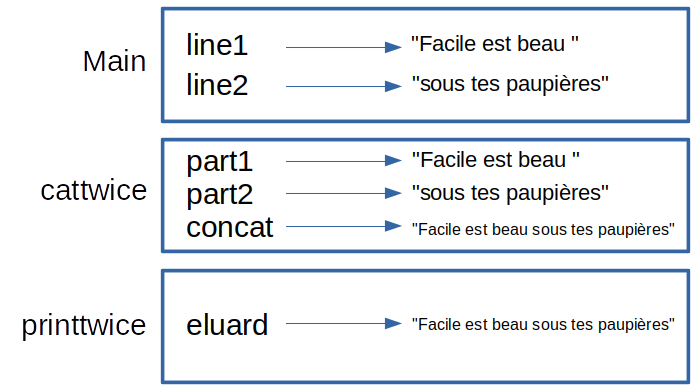 Main
line1 "Facile est beau "
line2 "sous tes paupières"
cattwice
part1 "Facile est beau "
part2 "sous tes paupières"
concat "Facile est beau sous tes paupières"
printtwice
eluard "Facile est beau sous tes paupières"